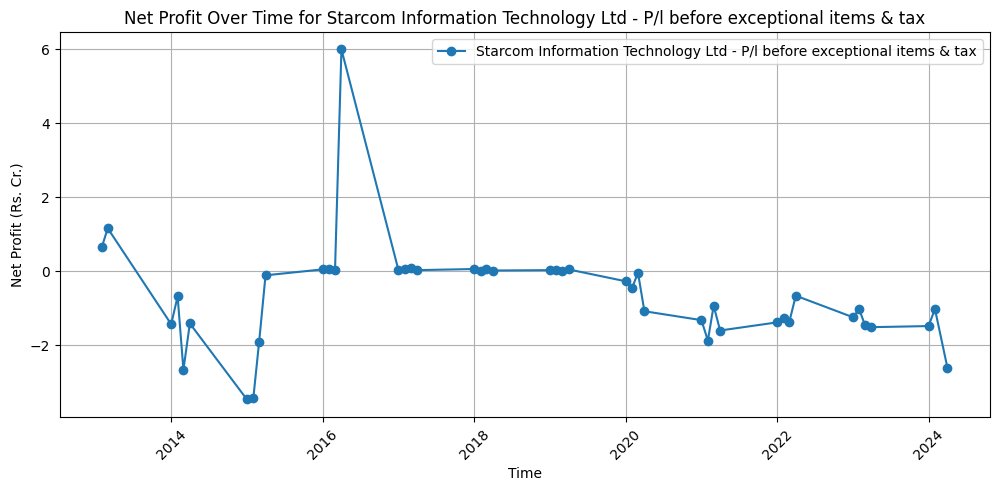 Net Profit Over Time for Starcom Information Technology Ltd - P/l before exceptional items & tax
Starcom Information Technology Ltd - P/l before exceptional items & tax
Net Profit (Rs. Cr.)
6
4
2
0
−2
2014
2016
2018
2020
2022
2024
Time